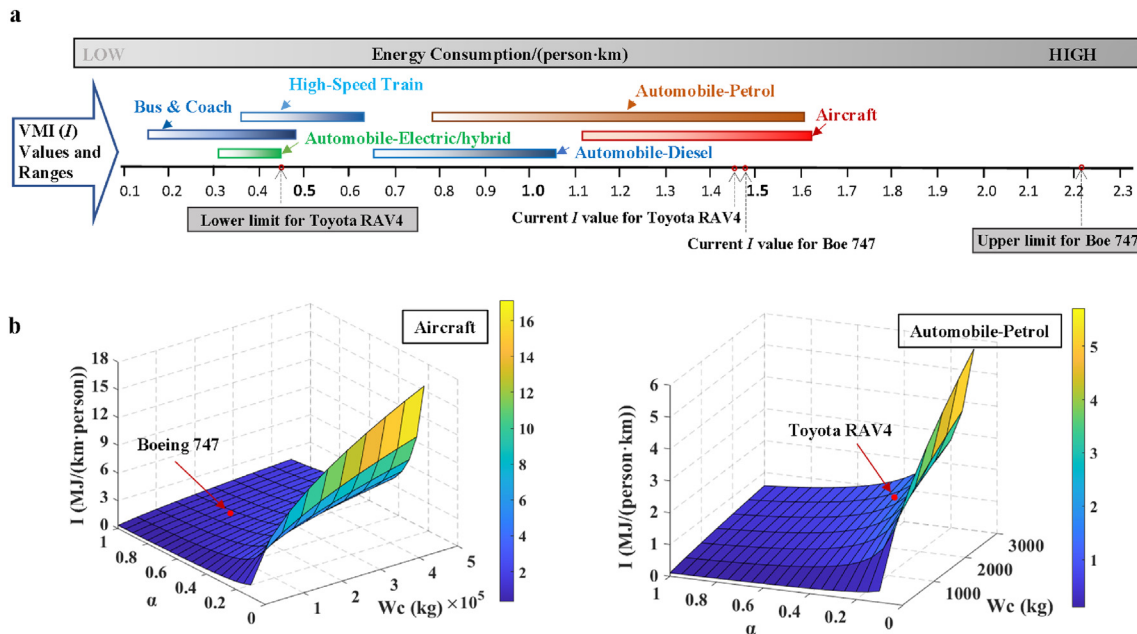 a
LOW Energy Consumption/(person·km) HIGH
High-Speed Train
Automobile-Petrol
Bus & Coach
Aircraft
VMI (I)
Values and
Ranges
Automobile-Electric/hybrid
Automobile-Diesel
0.1 0.2 0.3 0.4 0.5 0.6 0.7 0.8 0.9 1.0 1.1 1.2 1.3 1.4 1.5 1.6 1.7 1.8 1.9 2.0 2.1 2.2 2.3
Lower limit for Toyota RAV4
Current I value for Toyota RAV4
Current I value for Boe 747
Upper limit for Boe 747
b
Aircraft
I (MJ/(km·person))
18
15
12
9
6
3
0
Boeing 747
1
0.8
0.6
0.4
0.2
0
α
1
2
3
4
5
Wc (kg) ×10⁵
16
14
12
10
8
6
4
2
Automobile-Petrol
I (MJ/(person·km))
6
5
4
3
2
1
0
Toyota RAV4
1
0.8
0.6
0.4
0.2
0
α
1000
2000
3000
Wc (kg)
5
4
3
2
1